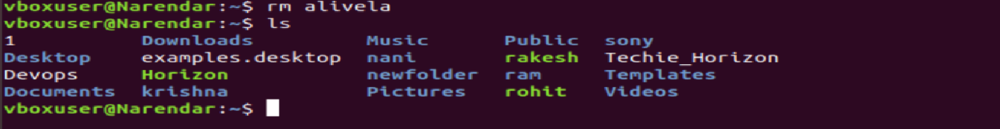 vboxuser@Narendar:~$ rm alivela
vboxuser@Narendar:~$ ls
1 Downloads Music Public sony
Desktop examples.desktop nani rakesh Techie_Horizon
Devops Horizon newfolder ram Templates
Documents krishna Pictures rohit Videos
vboxuser@Narendar:~$